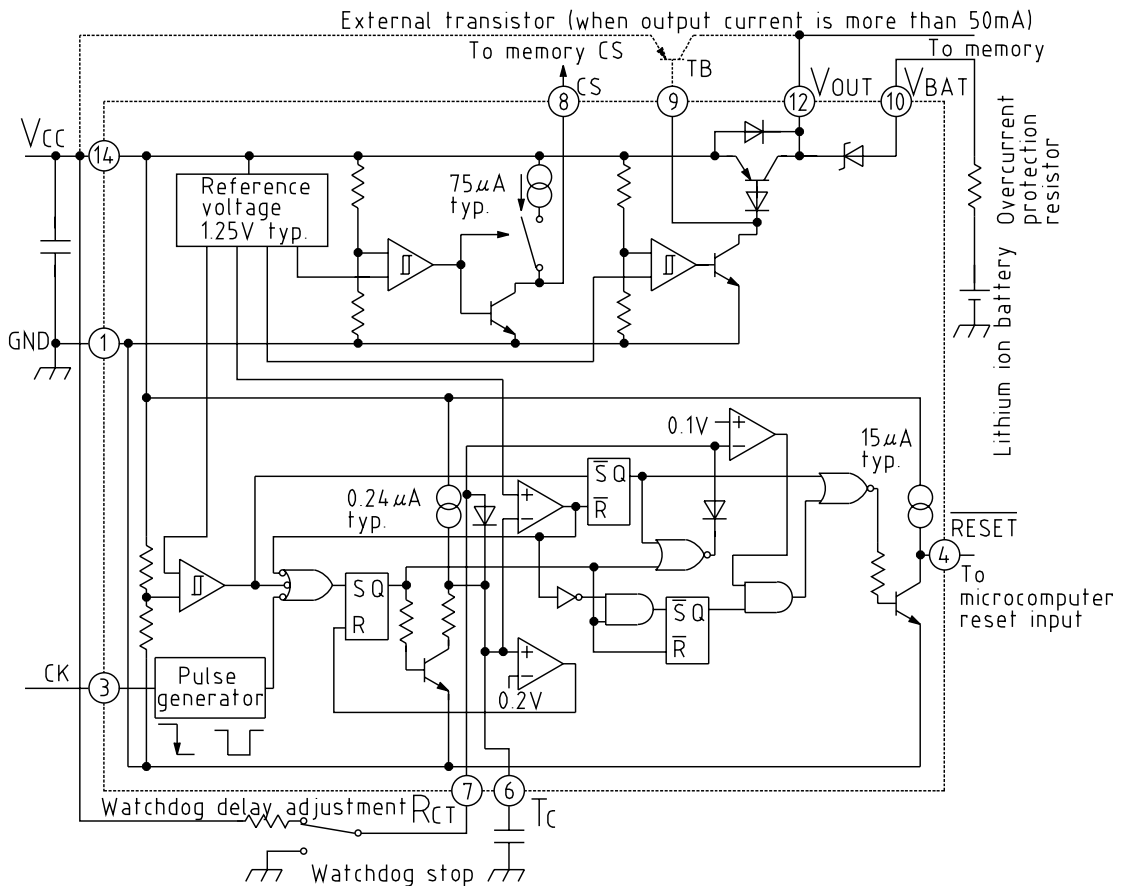 External transistor (when output current is more than 50mA)
To memory CS
To memory
TB
CS
8
9
12
VOUT
10
VBAT
VCC
14
Reference
voltage
1.25V typ.
75μA
typ.
Overcurrent
protection
resistor
GND
1
Lithium ion battery
0.1V
+
−
15μA
typ.
0.24μA
typ.
+
−
S Q
R
RESET
4
To
microcomputer
reset input
S Q
R
S Q
R
CK
3
Pulse
generator
+
−
0.2V
7
6
Watchdog delay adjustment
RCT
TC
Watchdog stop